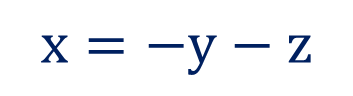 x = −y − z